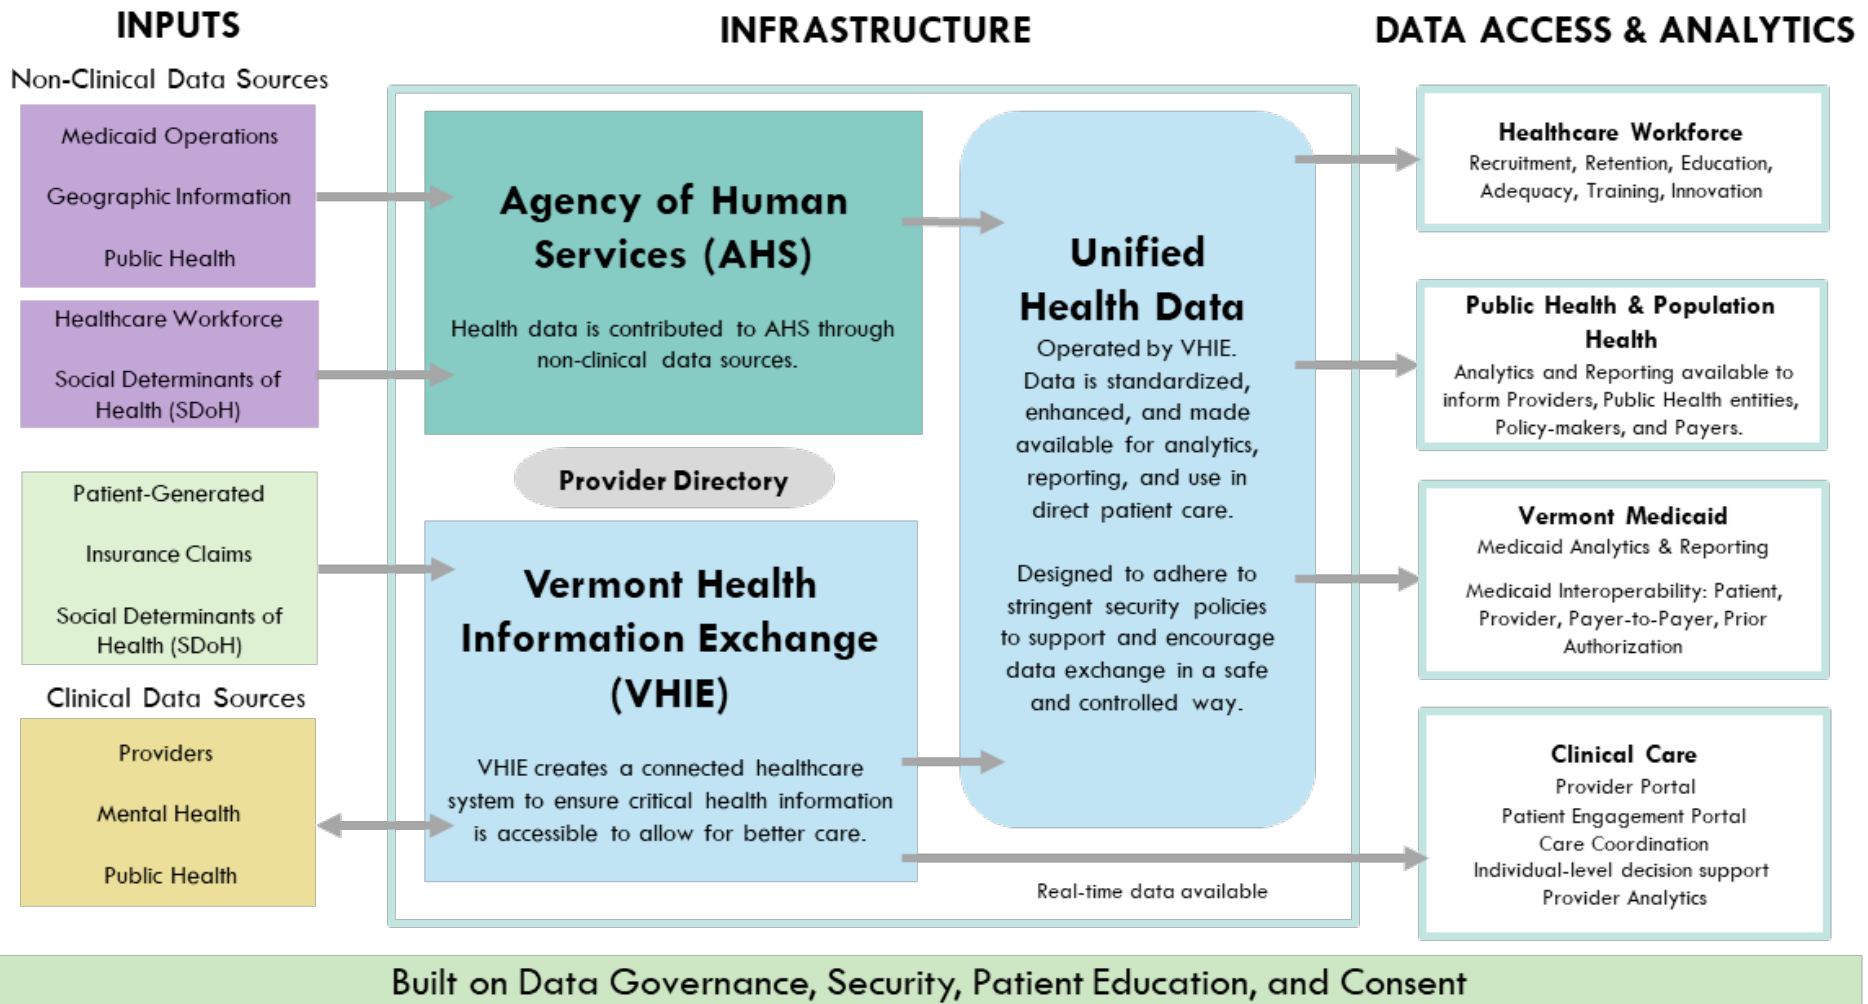 INPUTS
INFRASTRUCTURE
DATA ACCESS & ANALYTICS
Non-Clinical Data Sources
Medicaid Operations
Geographic Information
Public Health
Healthcare Workforce
Social Determinants of
Health (SDoH)
Patient-Generated
Insurance Claims
Social Determinants of
Health (SDoH)
Clinical Data Sources
Providers
Mental Health
Public Health
Agency of Human
Services (AHS)
Health data is contributed to AHS through
non-clinical data sources.
Provider Directory
Vermont Health
Information Exchange
(VHIE)
VHIE creates a connected healthcare
system to ensure critical health information
is accessible to allow for better care.
Unified
Health Data
Operated by VHIE.
Data is standardized,
enhanced, and made
available for analytics,
reporting, and use in
direct patient care.
Designed to adhere to
stringent security policies
to support and encourage
data exchange in a safe
and controlled way.
Real-time data available
Healthcare Workforce
Recruitment, Retention, Education,
Adequacy, Training, Innovation
Public Health & Population
Health
Analytics and Reporting available to
inform Providers, Public Health entities,
Policy-makers, and Payers.
Vermont Medicaid
Medicaid Analytics & Reporting
Medicaid Interoperability: Patient,
Provider, Payer-to-Payer, Prior
Authorization
Clinical Care
Provider Portal
Patient Engagement Portal
Care Coordination
Individual-level decision support
Provider Analytics
Built on Data Governance, Security, Patient Education, and Consent